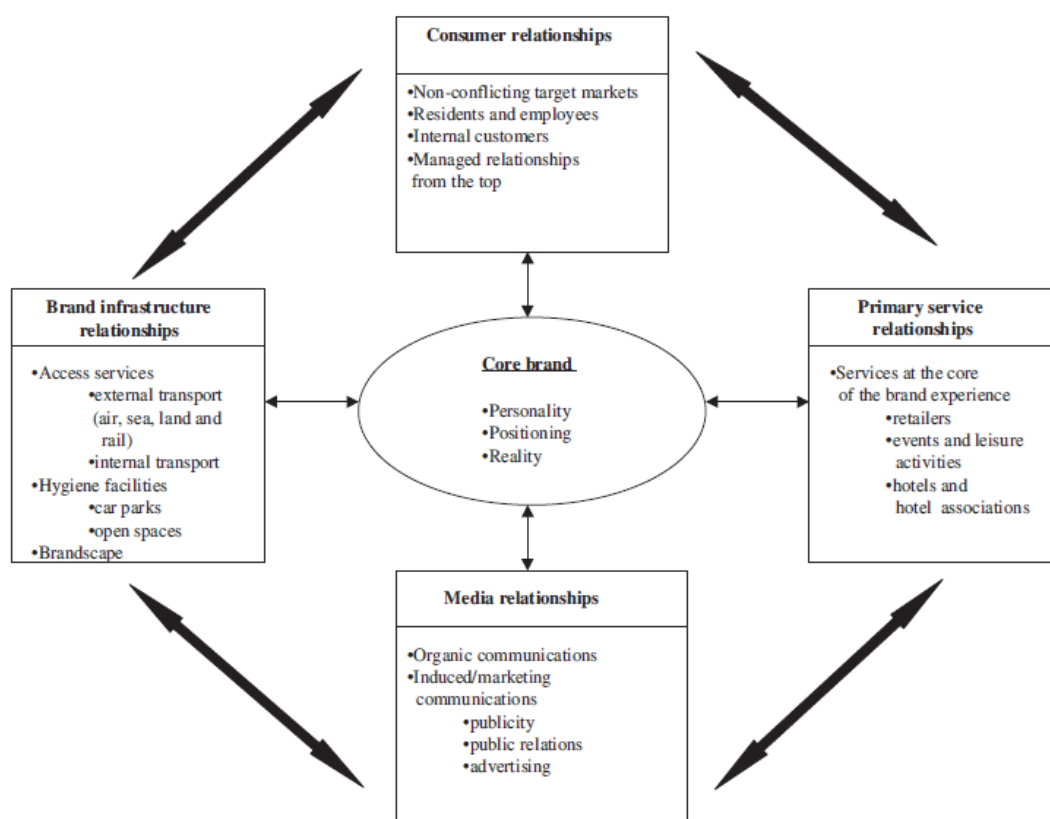 Consumer relationships
•Non-conflicting target markets
•Residents and employees
•Internal customers
•Managed relationships
from the top
Brand infrastructure
relationships
•Access services
•external transport
(air, sea, land and
rail)
•internal transport
•Hygiene facilities
•car parks
•open spaces
•Brandscape
Core brand
•Personality
•Positioning
•Reality
Primary service
relationships
•Services at the core
of the brand experience
•retailers
•events and leisure
activities
•hotels and
hotel associations
Media relationships
•Organic communications
•Induced/marketing
communications
•publicity
•public relations
•advertising